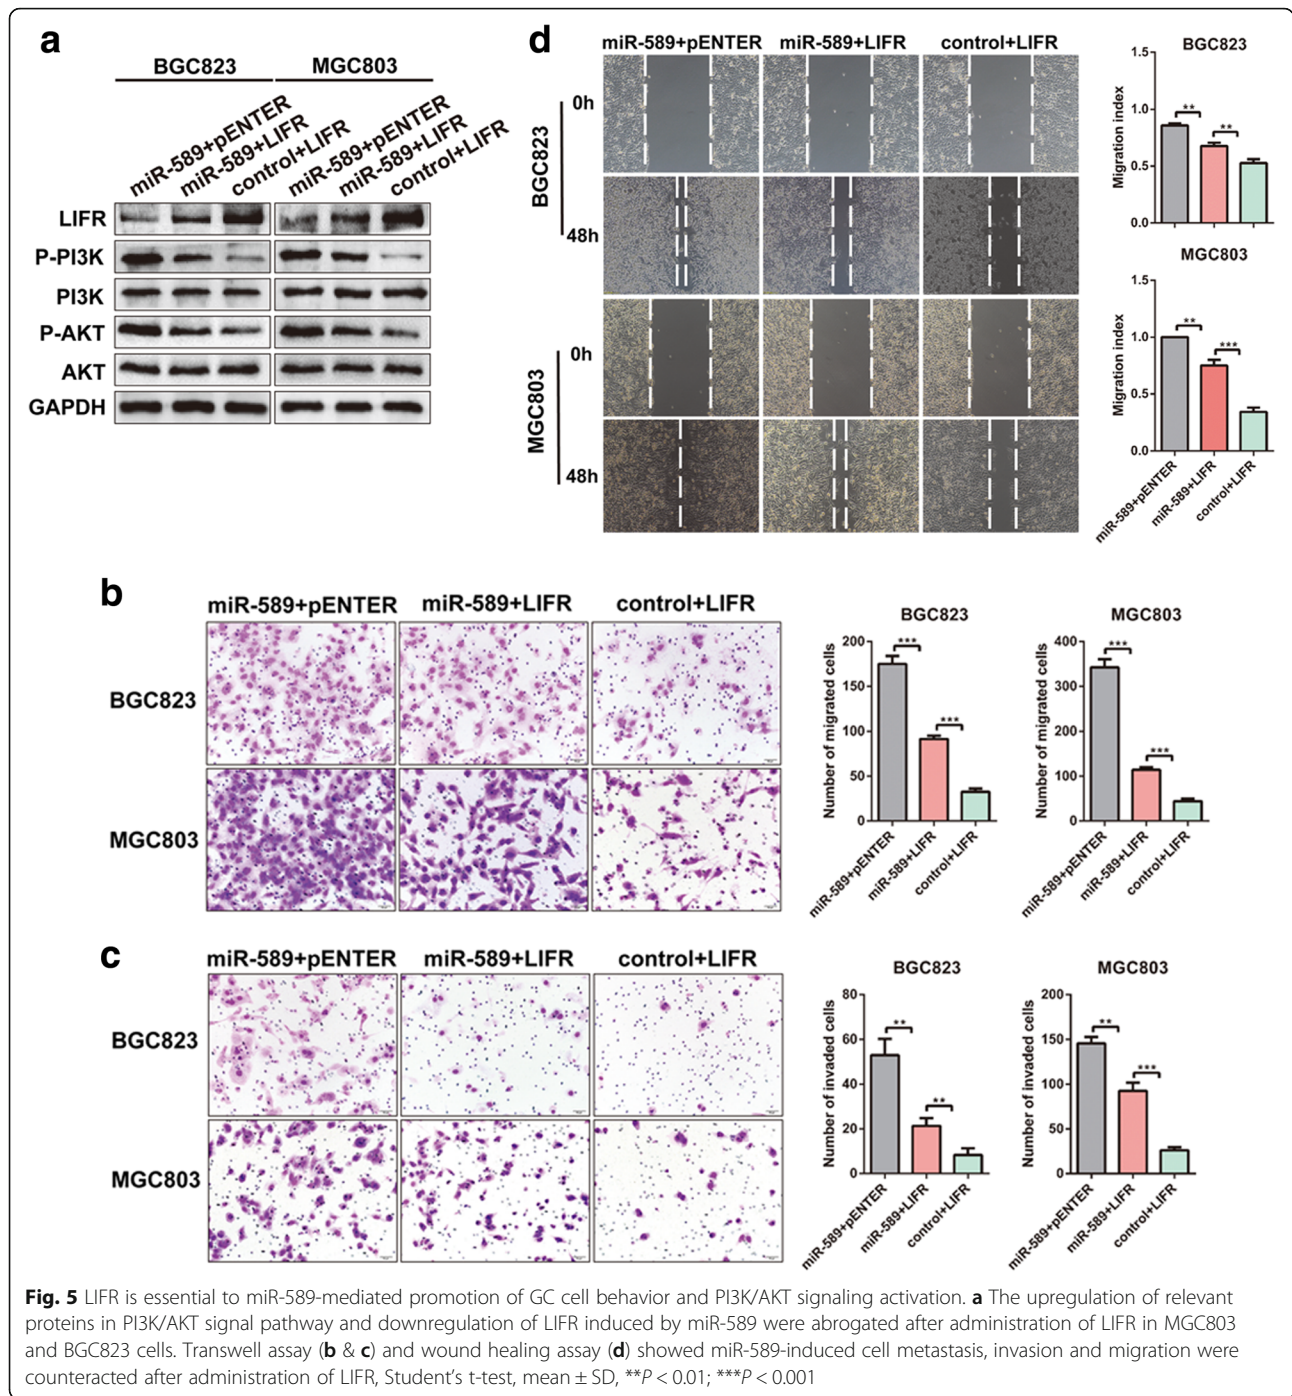 a
BGC823 MGC803
miR-589+pENTER miR-589+LIFR control+LIFR miR-589+pENTER miR-589+LIFR control+LIFR
LIFR
P-PI3K
PI3K
P-AKT
AKT
GAPDH
d
miR-589+pENTER miR-589+LIFR control+LIFR
BGC823
0h
48h
MGC803
0h
48h
BGC823
Migration index
1.5
1.0
0.5
0.0
**
**
MGC803
Migration index
1.5
1.0
0.5
0.0
**
***
miR-589+pENTER
miR-589+LIFR
control+LIFR
b
miR-589+pENTER miR-589+LIFR control+LIFR
BGC823
MGC803
BGC823
Number of migrated cells
200
150
100
50
0
***
***
miR-589+pENTER
miR-589+LIFR
control+LIFR
MGC803
Number of migrated cells
400
300
200
100
0
***
***
miR-589+pENTER
miR-589+LIFR
control+LIFR
c
miR-589+pENTER miR-589+LIFR control+LIFR
BGC823
MGC803
BGC823
Number of invaded cells
80
60
40
20
0
**
**
miR-589+pENTER
miR-589+LIFR
control+LIFR
MGC803
Number of invaded cells
200
150
100
50
0
**
***
miR-589+pENTER
miR-589+LIFR
control+LIFR
Fig. 5 LIFR is essential to miR-589-mediated promotion of GC cell behavior and PI3K/AKT signaling activation. a The upregulation of relevant
proteins in PI3K/AKT signal pathway and downregulation of LIFR induced by miR-589 were abrogated after administration of LIFR in MGC803
and BGC823 cells. Transwell assay (b & c) and wound healing assay (d) showed miR-589-induced cell metastasis, invasion and migration were
counteracted after administration of LIFR, Student's t-test, mean ± SD, **P < 0.01; ***P < 0.001